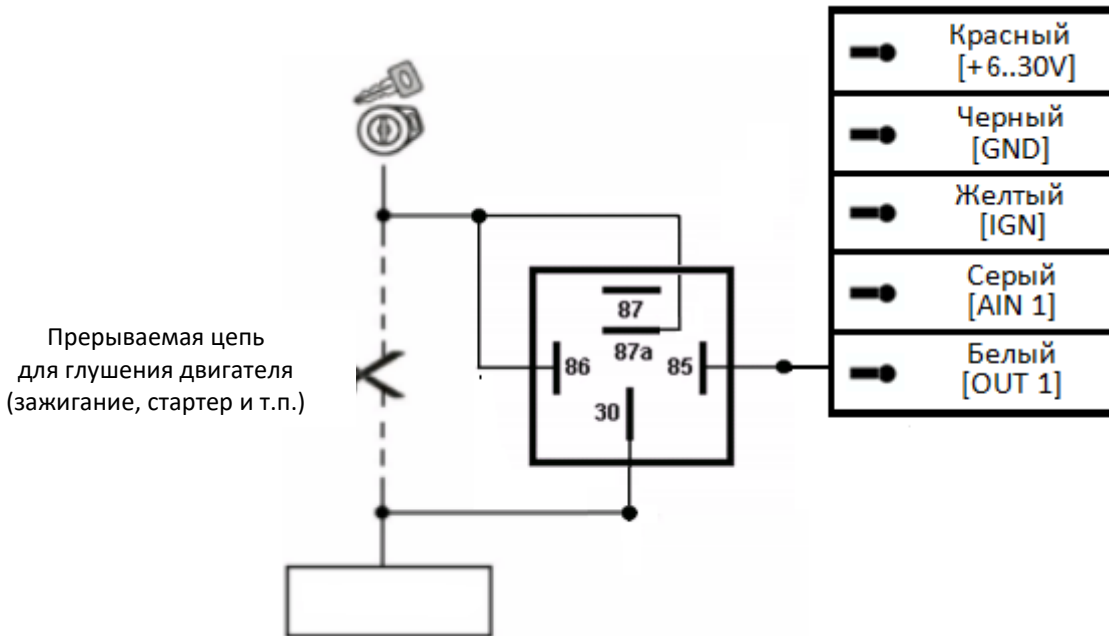 Красный
[+6..30V]
Черный
[GND]
Желтый
[IGN]
Серый
[AIN 1]
Белый
[OUT 1]
87
87a
86
85
30
Прерываемая цепь
для глушения двигателя
(зажигание, стартер и т.п.)